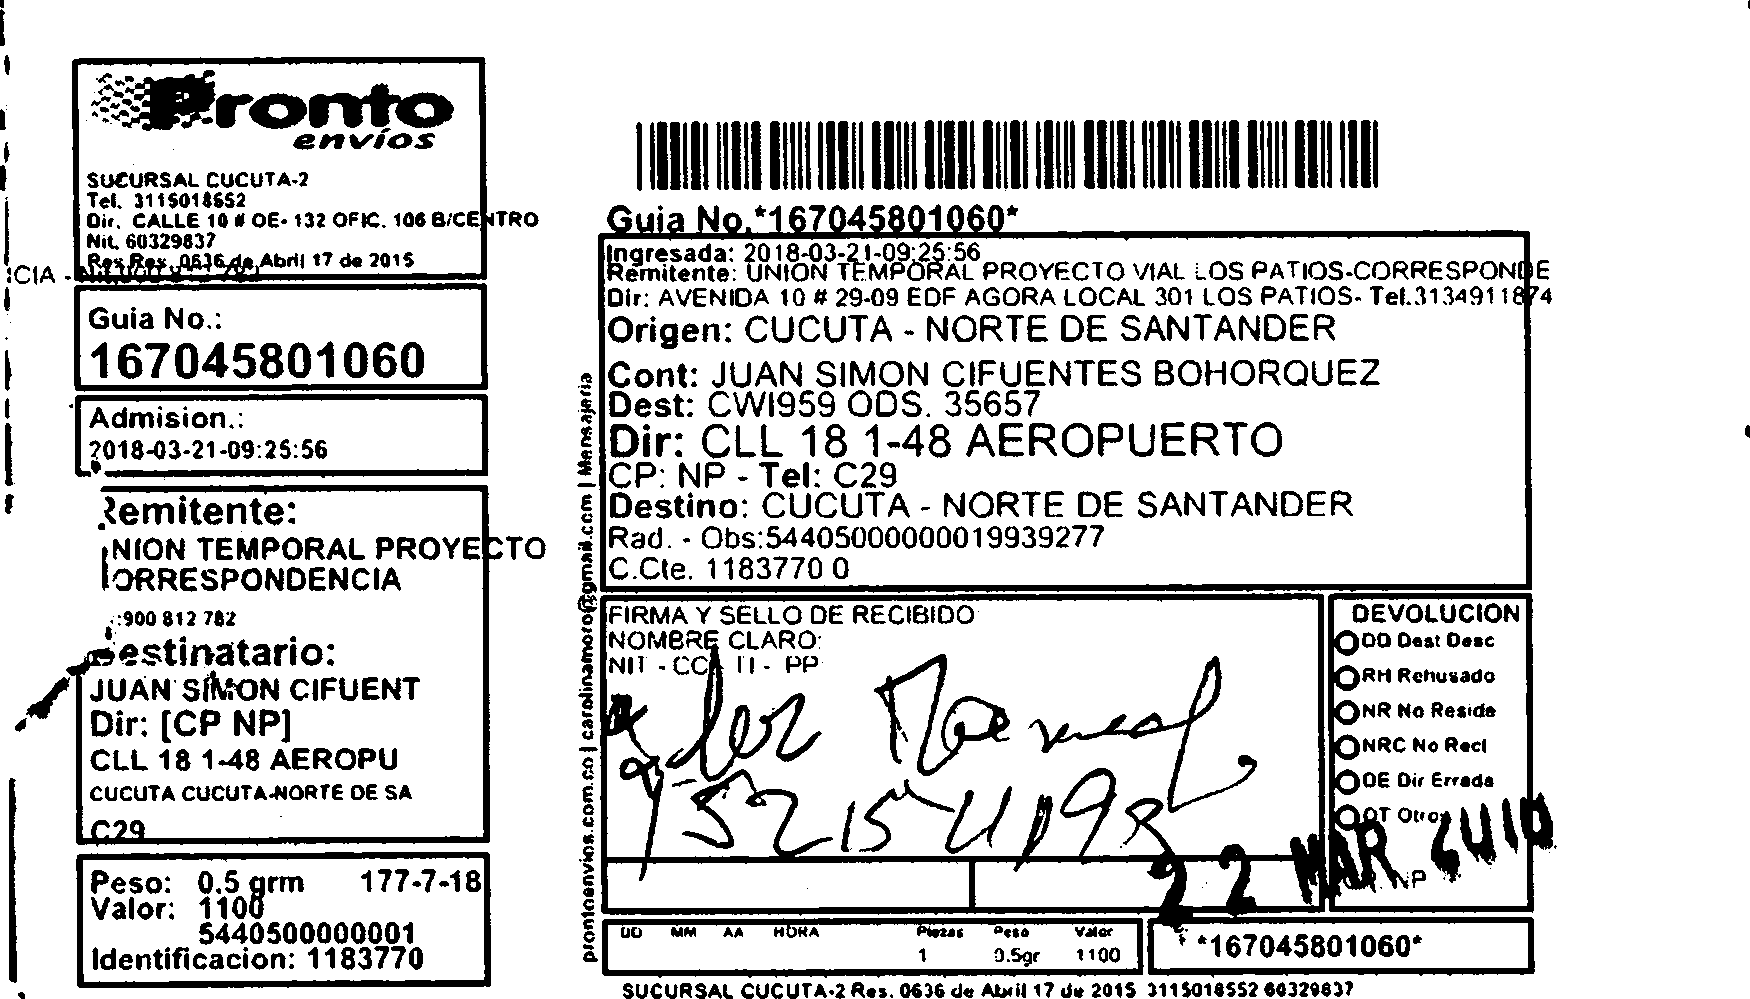 Pronto
envíos
SUCURSAL CUCUTA-2
Tel. 3115018552
Dir. CALLE 10 # OE- 132 OFIC. 106 B/CENTRO
Nit. 60329837
Res Res. 0636 de Abril 17 de 2015
CIA -
Guia No.:
167045801060
Admision.:
2018-03-21-09:25:56
Remitente:
NION TEMPORAL PROYECTO
ORRESPONDENCIA
:900 812 782
estinatario:
JUAN SIMON CIFUENT
Dir: [CP NP]
CLL 18 1-48 AEROPU
CUCUTA CUCUTA-NORTE DE SA
C29
Peso: 0.5 grm 177-7-18
Valor: 1100
5440500000001
Identificacion: 1183770
prontoenvios.com.co | carolinamoro@gmail.com | Mensajeria
Guia No.*167045801060*
Ingresada: 2018-03-21-09:25:56
Remitente: UNION TEMPORAL PROYECTO VIAL LOS PATIOS-CORRESPONDE
Dir: AVENIDA 10 # 29-09 EDF AGORA LOCAL 301 LOS PATIOS- Tel.3134911874
Origen: CUCUTA - NORTE DE SANTANDER
Cont: JUAN SIMON CIFUENTES BOHORQUEZ
Dest: CWI959 ODS. 35657
Dir: CLL 18 1-48 AEROPUERTO
CP: NP - Tel: C29
Destino: CUCUTA - NORTE DE SANTANDER
Rad. - Obs:54405000000019939277
C.Cte. 1183770 0
FIRMA Y SELLO DE RECIBIDO
NOMBRE CLARO:
NIT - CC TI - PP
DEVOLUCION
DD Dest Desc
RH Rehusado
NR No Reside
NRC No Recl
DE Dir Errada
OT Otros
22 MAR
NP
DD MM AA HORA Piezas Peso Valor
1 0.5gr 1100
*167045801060*
SUCURSAL CUCUTA-2 Res. 0636 de Abril 17 de 2015 3115018552 60329837